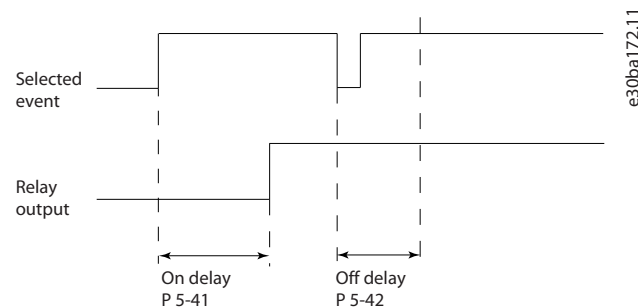 Selected
event
Relay
output
On delay
P 5-41
Off delay
P 5-42
e30ba172.11